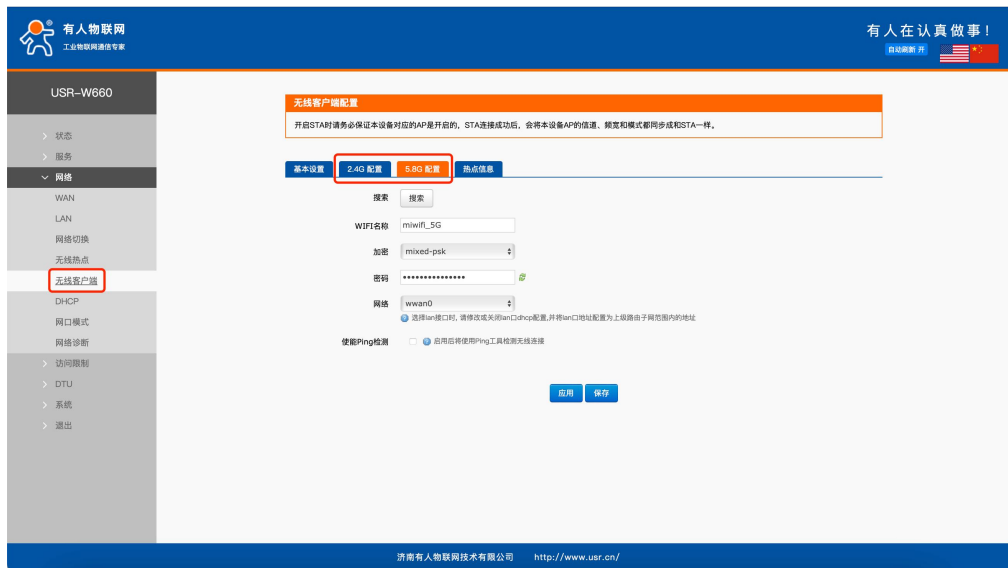 有人物联网
工业物联网通信专家
有人在认真做事!
自动刷新 开
USR-W660
状态
服务
网络
WAN
LAN
网络切换
无线热点
无线客户端
DHCP
网口模式
网络诊断
访问限制
DTU
系统
退出
无线客户端配置
开启STA时请务必保证本设备对应的AP是开启的，STA连接成功后，会将本设备AP的信道、频宽和模式都同步成和STA一样。
基本设置 2.4G 配置 5.8G 配置 热点信息
搜索 搜索
WIFI名称 miwifi_5G
加密 mixed-psk
密码 •••••••••••••••
网络 wwan0
选择lan接口时, 请修改或关闭lan口dhcp配置,并将lan口地址配置为上级路由子网范围内的地址
使能Ping检测 启用后将使用Ping工具检测无线连接
应用 保存
济南有人物联网技术有限公司 http://www.usr.cn/